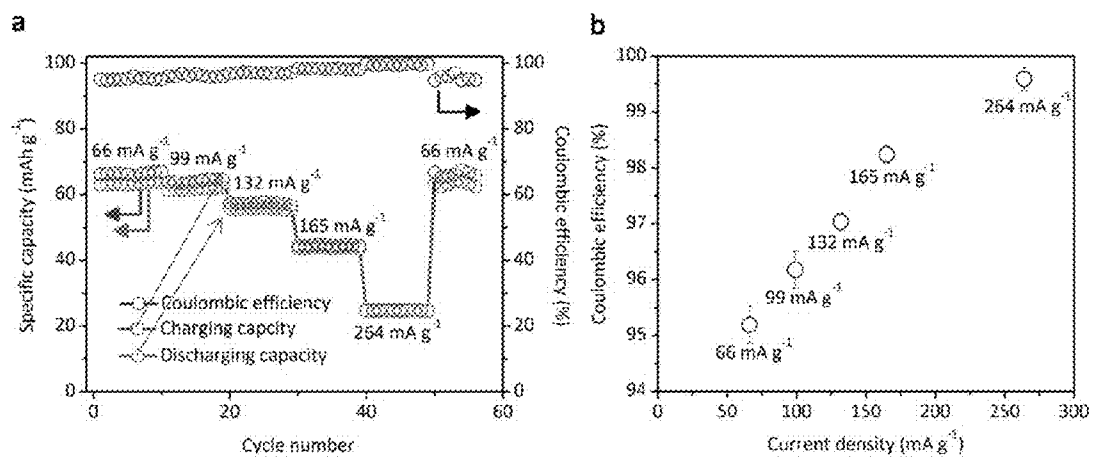 a
100
80
60
40
20
0
Specific capacity (mAh g⁻¹)
66 mA g⁻¹
99 mA g⁻¹
132 mA g⁻¹
165 mA g⁻¹
264 mA g⁻¹
66 mA g⁻¹
Coulombic efficiency
Charging capcity
Discharging capacity
0 20 40 60
Cycle number
100
80
60
40
20
0
Coulombic efficiency (%)
b
100
99
98
97
96
95
94
Coulombic efficiency (%)
264 mA g⁻¹
165 mA g⁻¹
132 mA g⁻¹
99 mA g⁻¹
66 mA g⁻¹
0 50 100 150 200 250 300
Current density (mA g⁻¹)